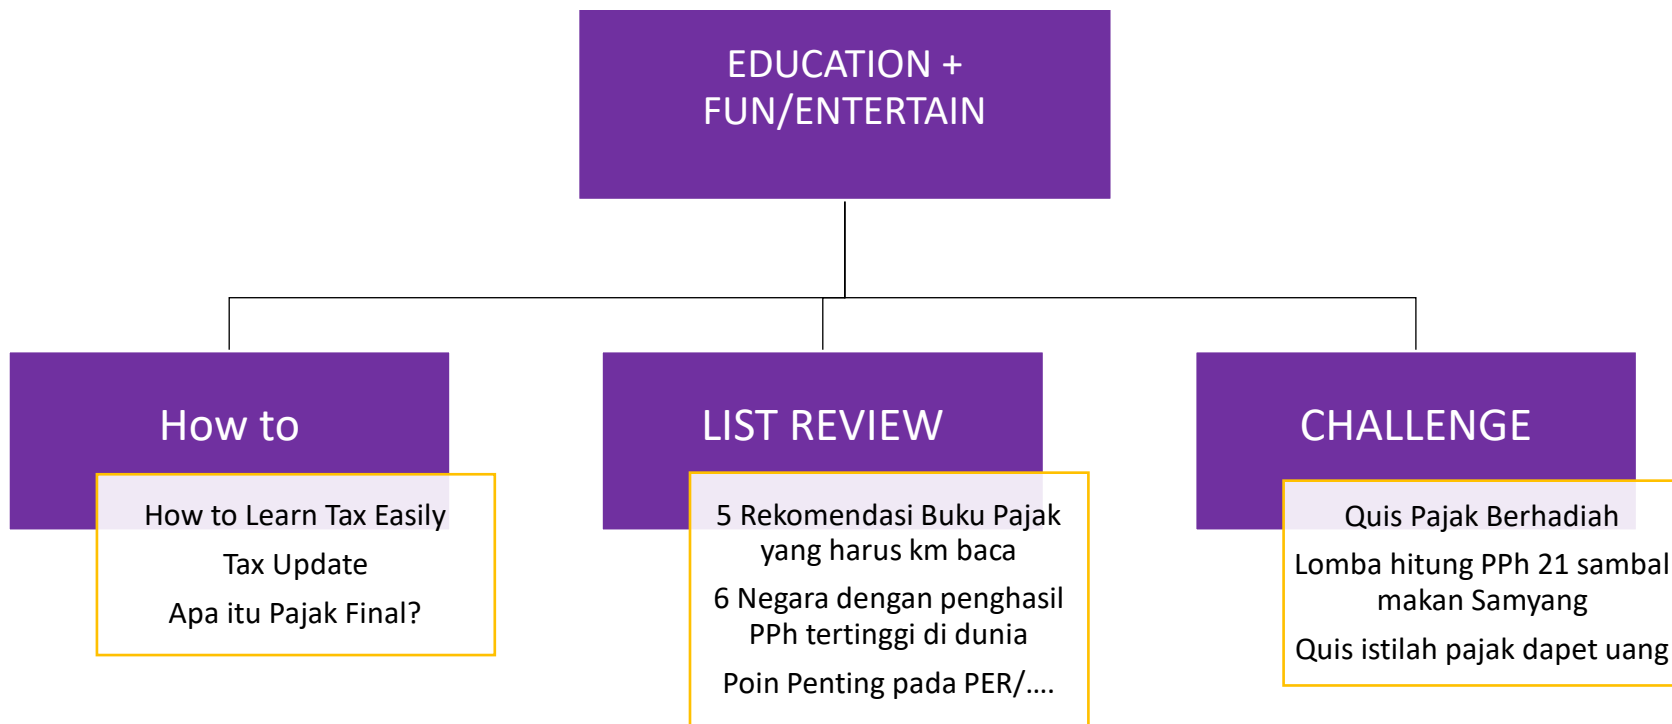 EDUCATION +
FUN/ENTERTAIN
How to
How to Learn Tax Easily
Tax Update
Apa itu Pajak Final?
LIST REVIEW
5 Rekomendasi Buku Pajak
yang harus km baca
6 Negara dengan penghasil
PPh tertinggi di dunia
Poin Penting pada PER/....
CHALLENGE
Quis Pajak Berhadiah
Lomba hitung PPh 21 sambal
makan Samyang
Quis istilah pajak dapet uang